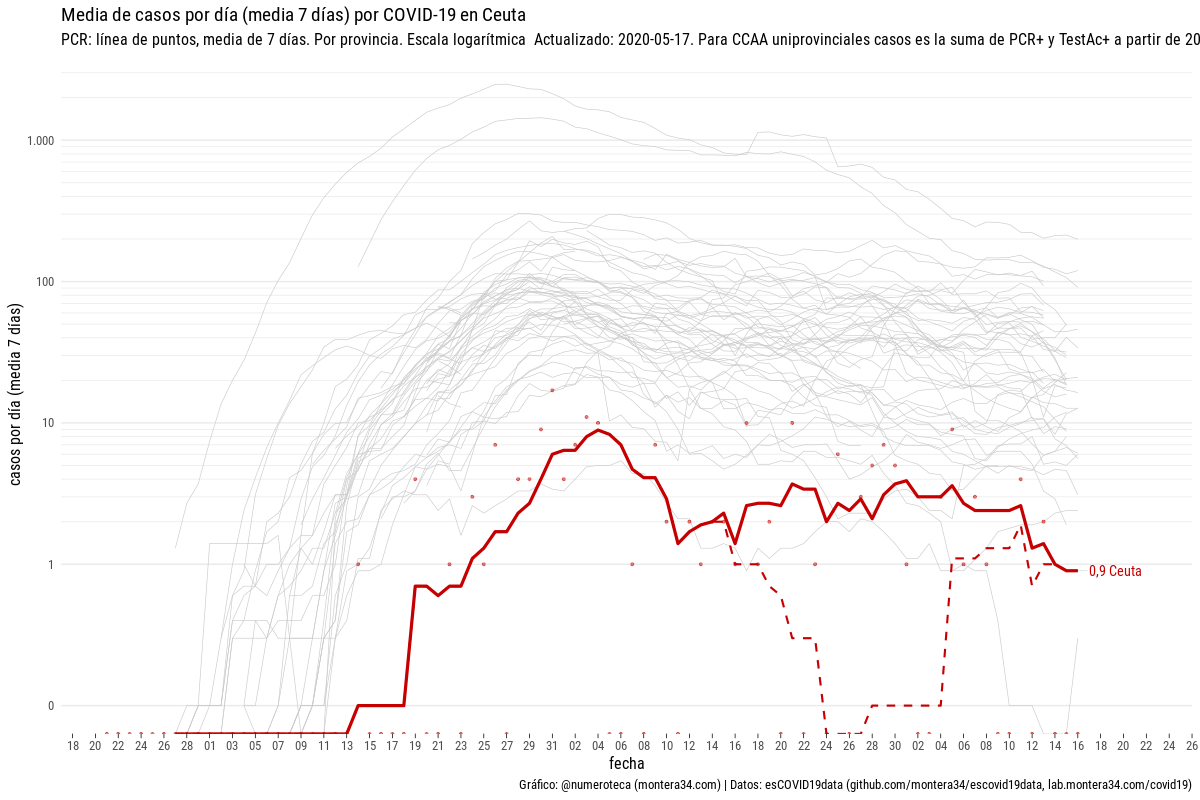 Media de casos por día (media 7 días) por COVID-19 en Ceuta
PCR: línea de puntos, media de 7 días. Por provincia. Escala logarítmica  Actualizado: 2020-05-17. Para CCAA uniprovinciales casos es la suma de PCR+ y TestAc+ a partir de 20
casos por día (media 7 días)
1.000
100
10
1
0
0,9 Ceuta
18 20 22 24 26 28 01 03 05 07 09 11 13 15 17 19 21 23 25 27 29 31 02 04 06 08 10 12 14 16 18 20 22 24 26 28 30 02 04 06 08 10 12 14 16 18 20 22 24 26
fecha
Gráfico: @numeroteca (montera34.com) | Datos: esCOVID19data (github.com/montera34/escovid19data, lab.montera34.com/covid19)